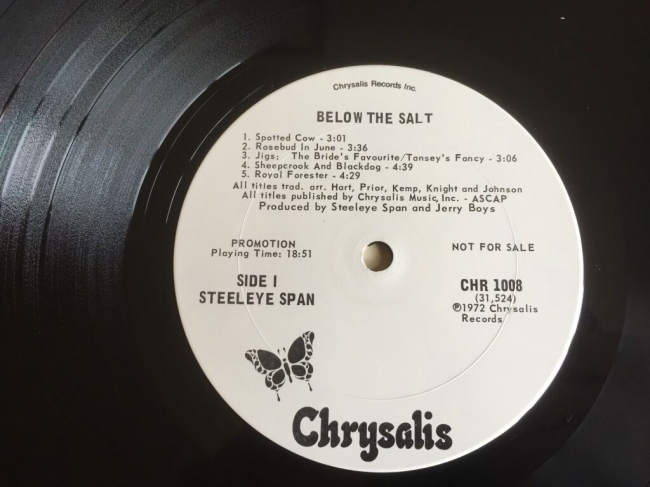 Chrysalis Records Inc.
BELOW THE SALT
1. Spotted Cow - 3:01
2. Rosebud In June - 3:36
3. Jigs: The Bride's Favourite/Tansey's Fancy - 3:06
4. Sheepcrook And Blackdog - 4:39
5. Royal Forester - 4:29
All titles trad. arr. Hart, Prior, Kemp, Knight and Johnson
All titles published by Chrysalis Music, Inc. - ASCAP
Produced by Steeleye Span and Jerry Boys
PROMOTION
Playing Time: 18:51
NOT FOR SALE
SIDE I
STEELEYE SPAN
CHR 1008
(31,524)
℗1972 Chrysalis
Records
Chrysalis